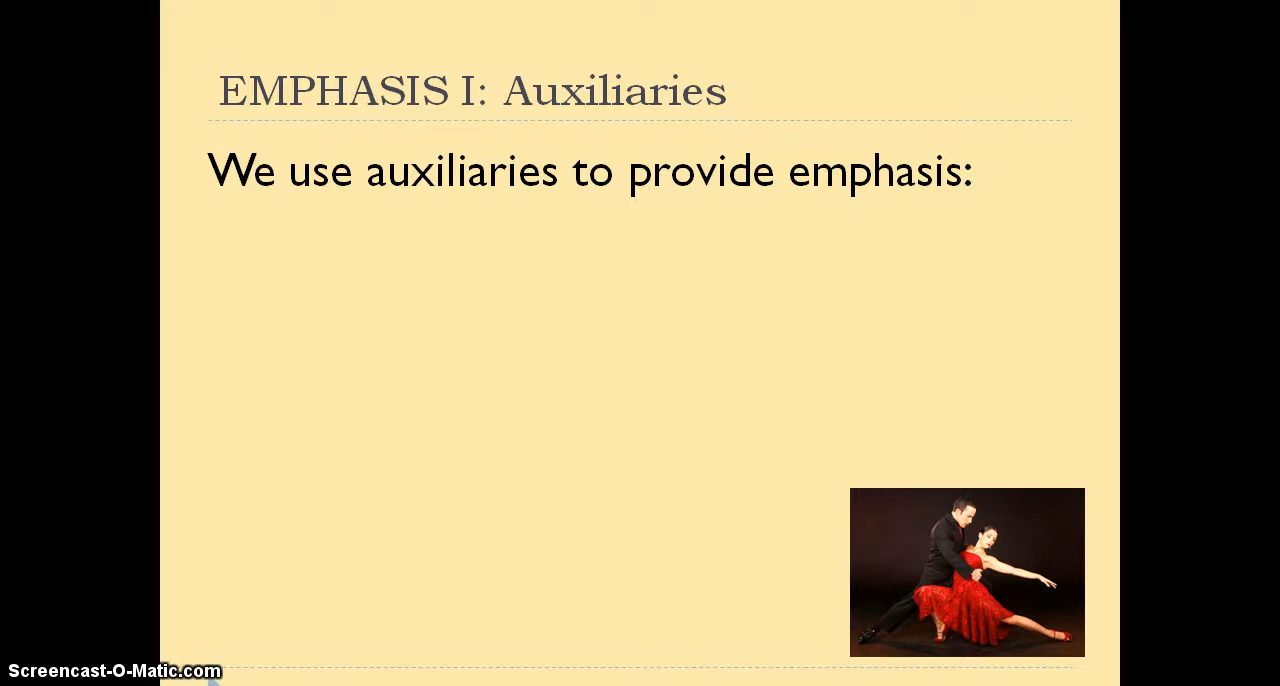 EMPHASIS I: Auxiliaries
We use auxiliaries to provide emphasis:
Screencast-O-Matic.com